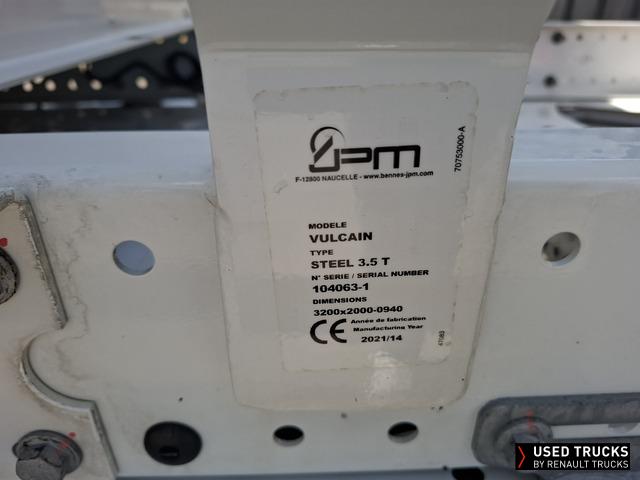 JPM
F-12800 NAUCELLE - www.bennes-jpm.com
70753000-A
MODELE
VULCAIN
TYPE
STEEL 3.5 T
N° SERIE / SERIAL NUMBER
104063-1
DIMENSIONS
3200x2000-0940
CE Année de fabrication
Manufacturing Year
2021/14
USED TRUCKS
BY RENAULT TRUCKS